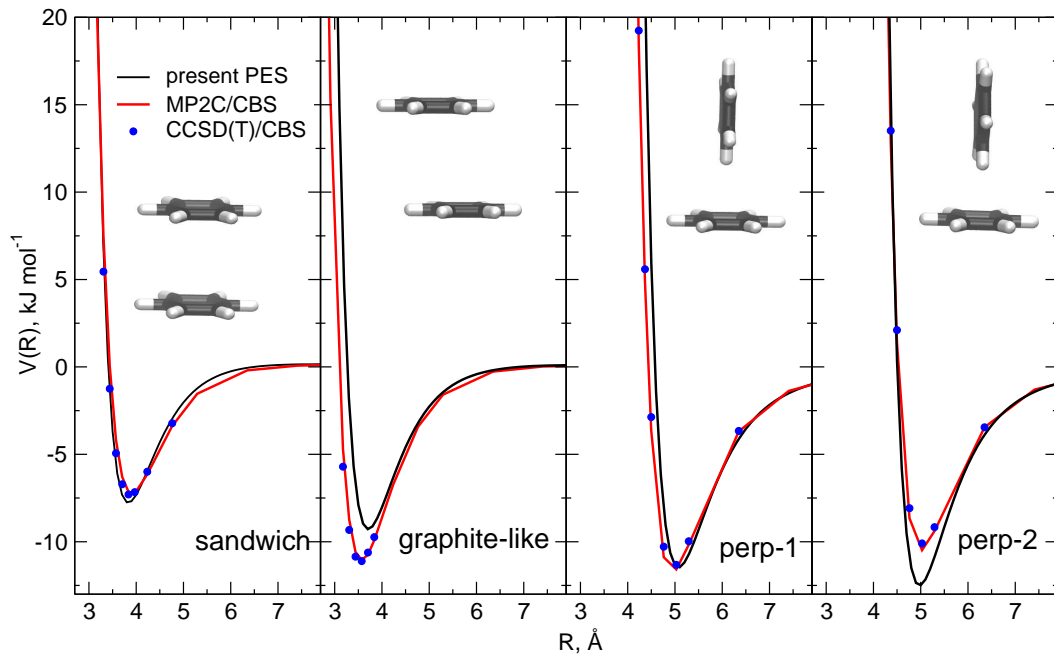 20
15
10
5
0
-5
-10
V(R), kJ mol⁻¹
present PES
MP2C/CBS
CCSD(T)/CBS
sandwich
graphite-like
perp-1
perp-2
3 4 5 6 7 3 4 5 6 7 3 4 5 6 7 3 4 5 6 7
R, Å